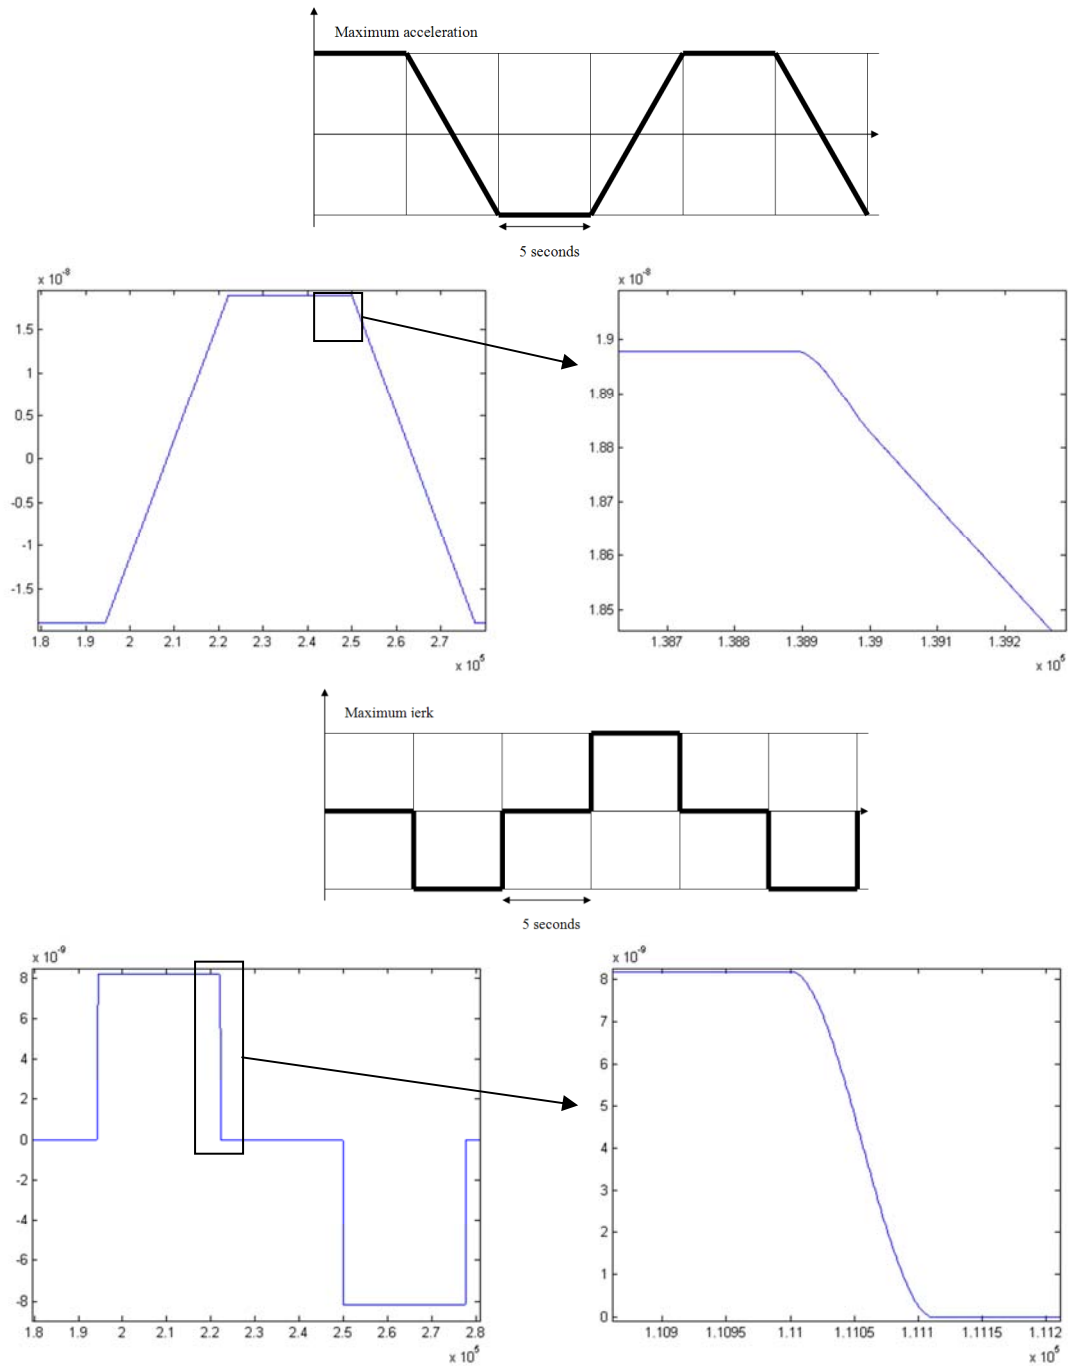 Maximum acceleration
5 seconds
x 10-8
1.5
1
0.5
0
-0.5
-1
-1.5
1.8 1.9 2 2.1 2.2 2.3 2.4 2.5 2.6 2.7
x 105
x 10-8
1.9
1.89
1.88
1.87
1.86
1.85
1.387 1.388 1.389 1.39 1.391 1.392
x 105
Maximum jerk
5 seconds
x 10-9
8
6
4
2
0
-2
-4
-6
-8
1.8 1.9 2 2.1 2.2 2.3 2.4 2.5 2.6 2.7 2.8
x 105
x 10-9
8
7
6
5
4
3
2
1
0
1.109 1.1095 1.11 1.1105 1.111 1.1115 1.112
x 105